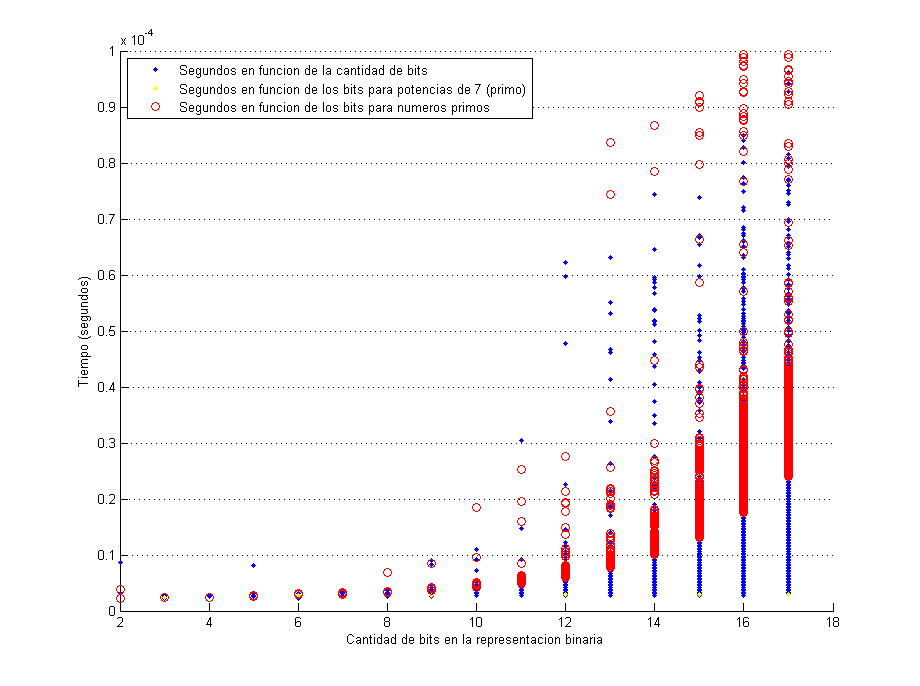 x 10-4
Segundos en funcion de la cantidad de bits
Segundos en funcion de los bits para potencias de 7 (primo)
Segundos en funcion de los bits para numeros primos
1
0.9
0.8
0.7
0.6
0.5
0.4
0.3
0.2
0.1
0
Tiempo (segundos)
2 4 6 8 10 12 14 16 18
Cantidad de bits en la representacion binaria